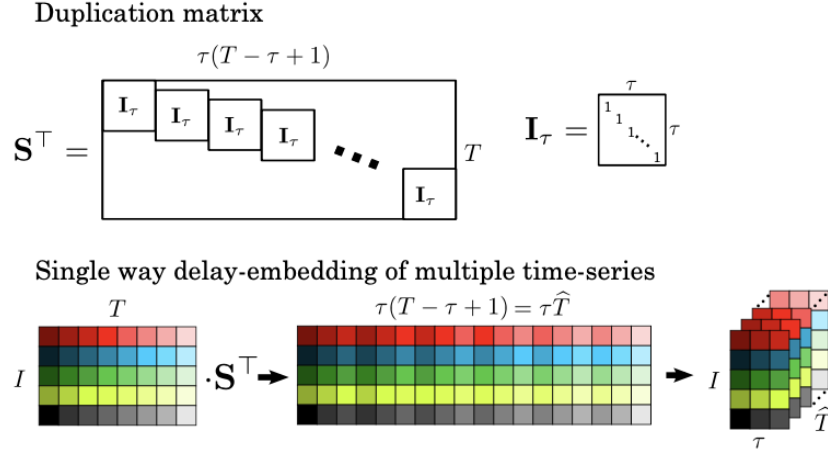 Duplication matrix
τ(T − τ + 1)
S⊤ =
I_τ
I_τ
I_τ
I_τ
I_τ
T
I_τ =
τ
1
1
1
1
τ
Single way delay-embedding of multiple time-series
T
I
·S⊤
τ(T − τ + 1) = τT̂
I
τ
T̂